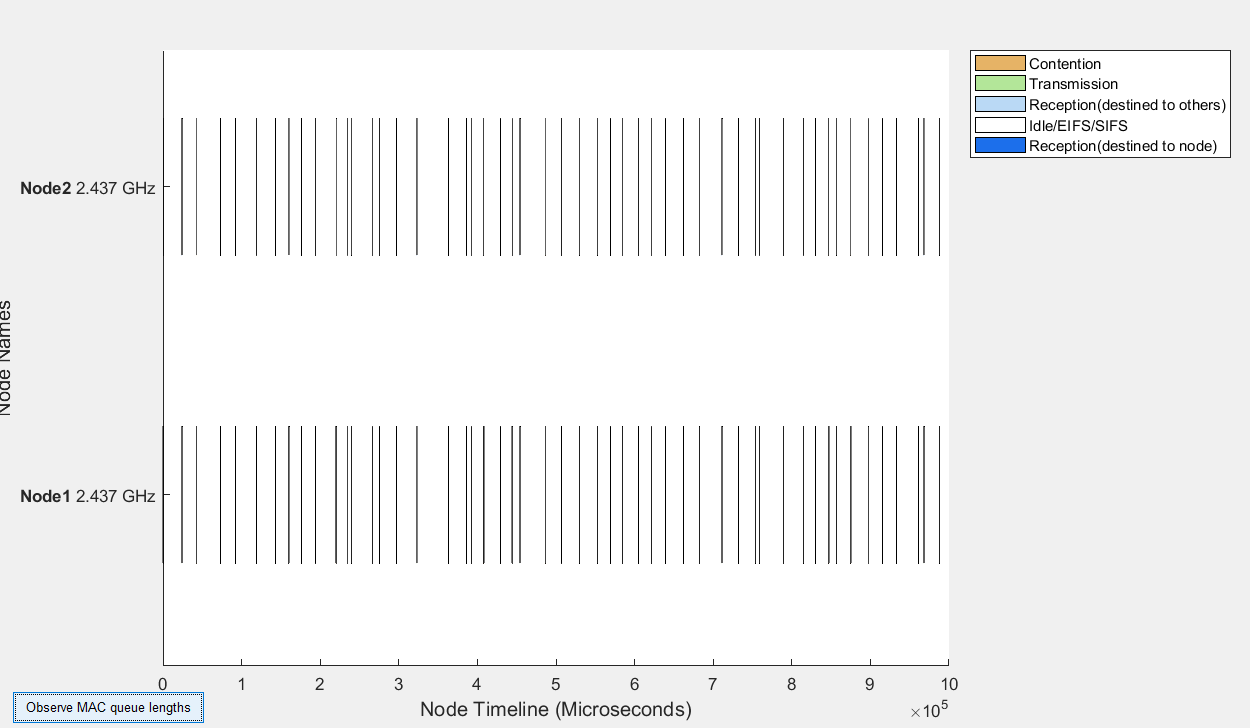 Contention
Transmission
Reception(destined to others)
Idle/EIFS/SIFS
Reception(destined to node)
Node2 2.437 GHz
Node Names
Node1 2.437 GHz
0 1 2 3 4 5 6 7 8 9 10
Node Timeline (Microseconds)
×10⁵
Observe MAC queue lengths